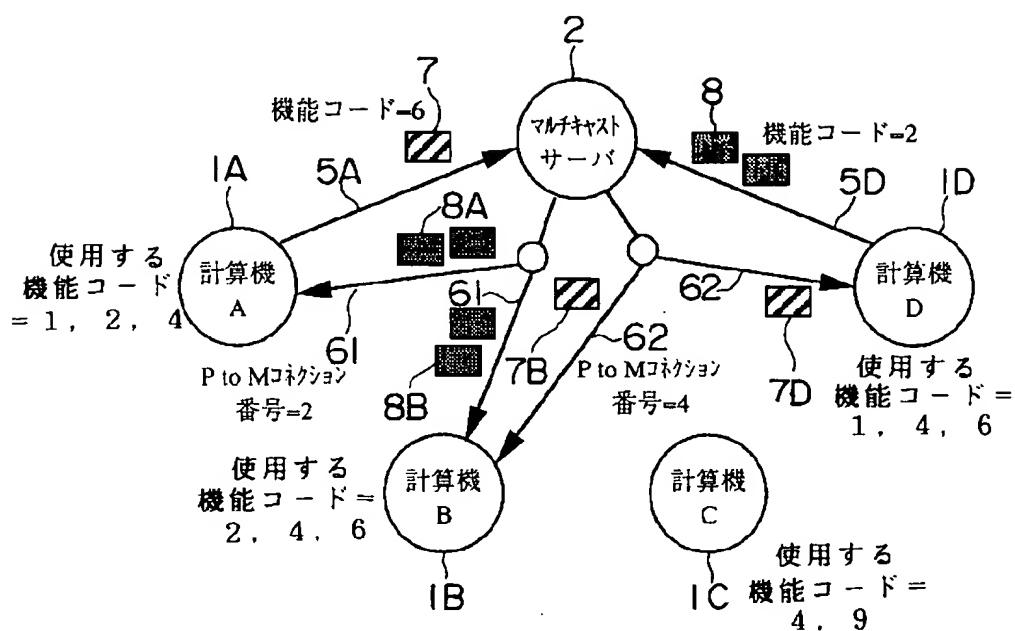 2
7
機能コード=6
マルチキャスト
サーバ
8
機能コード=2
1A
5A
8A
5D
1D
使用する
機能コード
=1, 2, 4
計算機
A
61
61
7B
62
62
計算機
D
7D
P to Mコネクション
番号=2
8B
P to Mコネクション
番号=4
使用する
機能コード=
1, 4, 6
使用する
機能コード=
2, 4, 6
計算機
B
計算機
C
1B
1C
使用する
機能コード=
4, 9